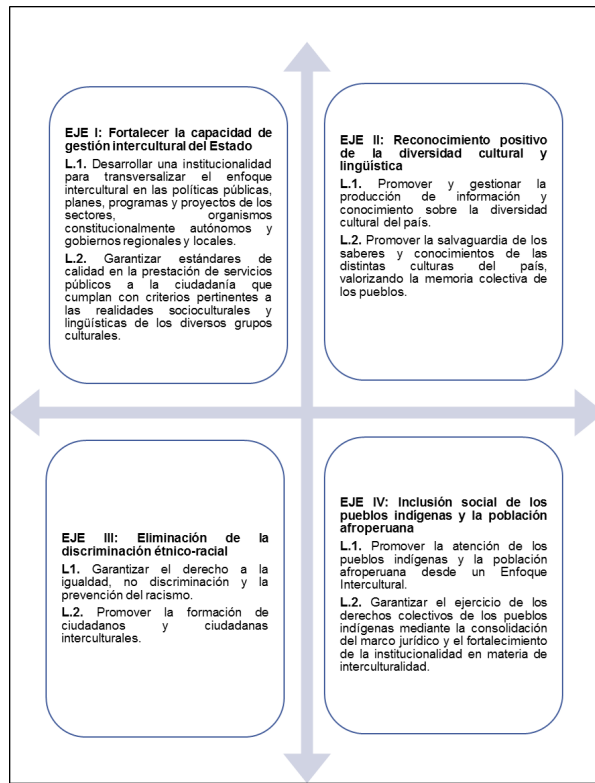 EJE I: Fortalecer la capacidad de
gestión intercultural del Estado
L.1. Desarrollar una institucionalidad
para transversalizar el enfoque
intercultural en las políticas públicas,
planes, programas y proyectos de los
sectores, organismos
constitucionalmente autónomos y
gobiernos regionales y locales.
L.2. Garantizar estándares de
calidad en la prestación de servicios
públicos a la ciudadanía que
cumplan con criterios pertinentes a
las realidades socioculturales y
lingüísticas de los diversos grupos
culturales.
EJE II: Reconocimiento positivo
de la diversidad cultural y
lingüística
L.1. Promover y gestionar la
producción de información y
conocimiento sobre la diversidad
cultural del país.
L.2. Promover la salvaguardia de los
saberes y conocimientos de las
distintas culturas del país,
valorizando la memoria colectiva de
los pueblos.
EJE III: Eliminación de la
discriminación étnico-racial
L1. Garantizar el derecho a la
igualdad, no discriminación y la
prevención del racismo.
L.2. Promover la formación de
ciudadanos y ciudadanas
interculturales.
EJE IV: Inclusión social de los
pueblos indígenas y la población
afroperuana
L.1. Promover la atención de los
pueblos indígenas y la población
afroperuana desde un Enfoque
Intercultural.
L.2. Garantizar el ejercicio de los
derechos colectivos de los pueblos
indígenas mediante la consolidación
del marco jurídico y el fortalecimiento
de la institucionalidad en materia de
interculturalidad.